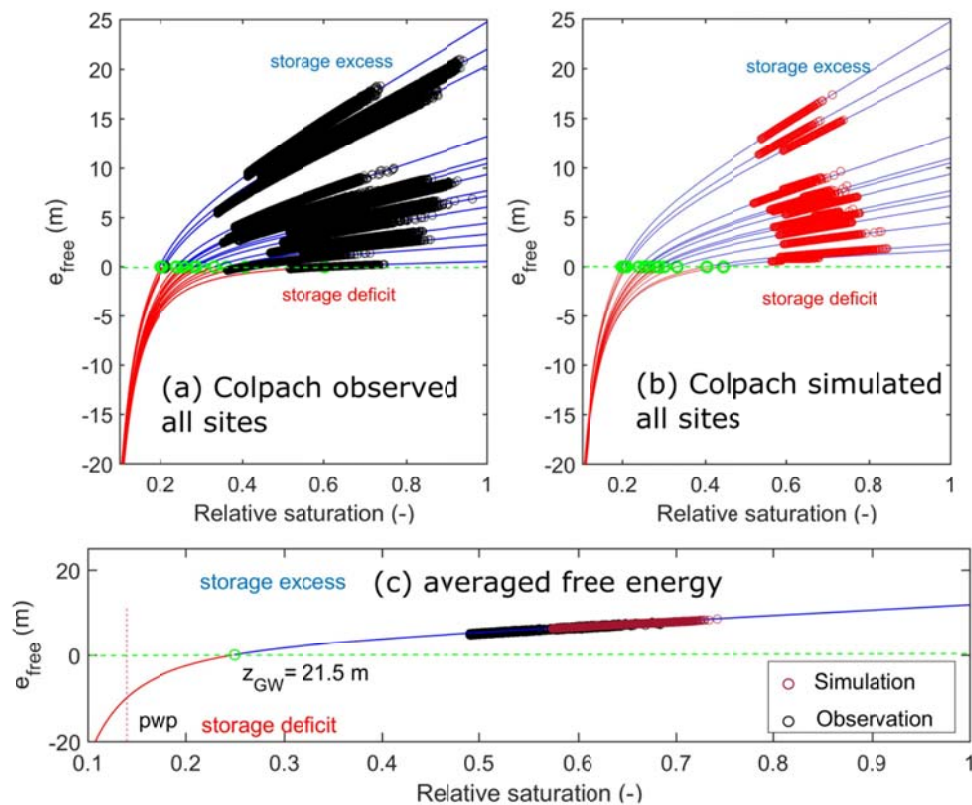 25
20
15
10
5
0
-5
-10
-15
-20
e_free (m)
storage excess
storage deficit
(a) Colpach observed
all sites
0.2 0.4 0.6 0.8 1
Relative saturation (-)
25
20
15
10
5
0
-5
-10
-15
-20
e_free (m)
storage excess
storage deficit
(b) Colpach simulated
all sites
0.2 0.4 0.6 0.8 1
Relative saturation (-)
20
0
-20
e_free (m)
storage excess
(c) averaged free energy
z_GW= 21.5 m
pwp
storage deficit
Simulation
Observation
0.1 0.2 0.3 0.4 0.5 0.6 0.7 0.8 0.9 1
Relative saturation (-)